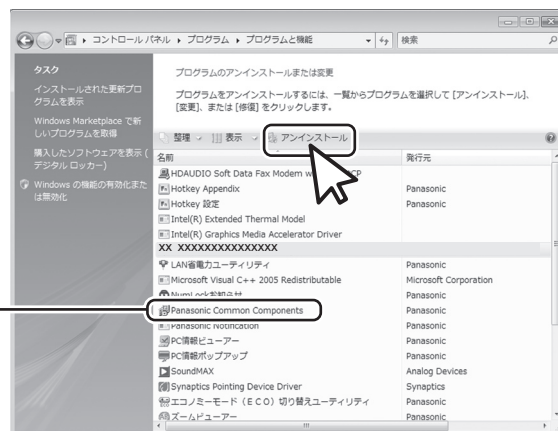 コントロール パネル ▸ プログラム ▸ プログラムと機能
検索
タスク
インストールされた更新プログラムを表示
Windows Marketplace で新しいプログラムを取得
購入したソフトウェアを表示 (デジタル ロッカー)
Windows の機能の有効化または無効化
プログラムのアンインストールまたは変更
プログラムをアンインストールするには、一覧からプログラムを選択して [アンインストール]、
[変更]、または [修復] をクリックします。
整理 表示 アンインストール
名前 発行元
HDAUDIO Soft Data Fax Modem CP
Hotkey Appendix Panasonic
Hotkey 設定 Panasonic
Intel(R) Extended Thermal Model
Intel(R) Graphics Media Accelerator Driver
XX XXXXXXXXXXXXXXX
LAN省電力ユーティリティ Panasonic
Microsoft Visual C++ 2005 Redistributable Microsoft Corporation
NumLockお知らせ Panasonic
Panasonic Common Components Panasonic
Panasonic Notification Panasonic
PC情報ビューアー Panasonic
PC情報ポップアップ Panasonic
SoundMAX Analog Devices
Synaptics Pointing Device Driver Synaptics
エコノミーモード（ＥＣＯ）切り替えユーティリティ Panasonic
ズームビューアー Panasonic